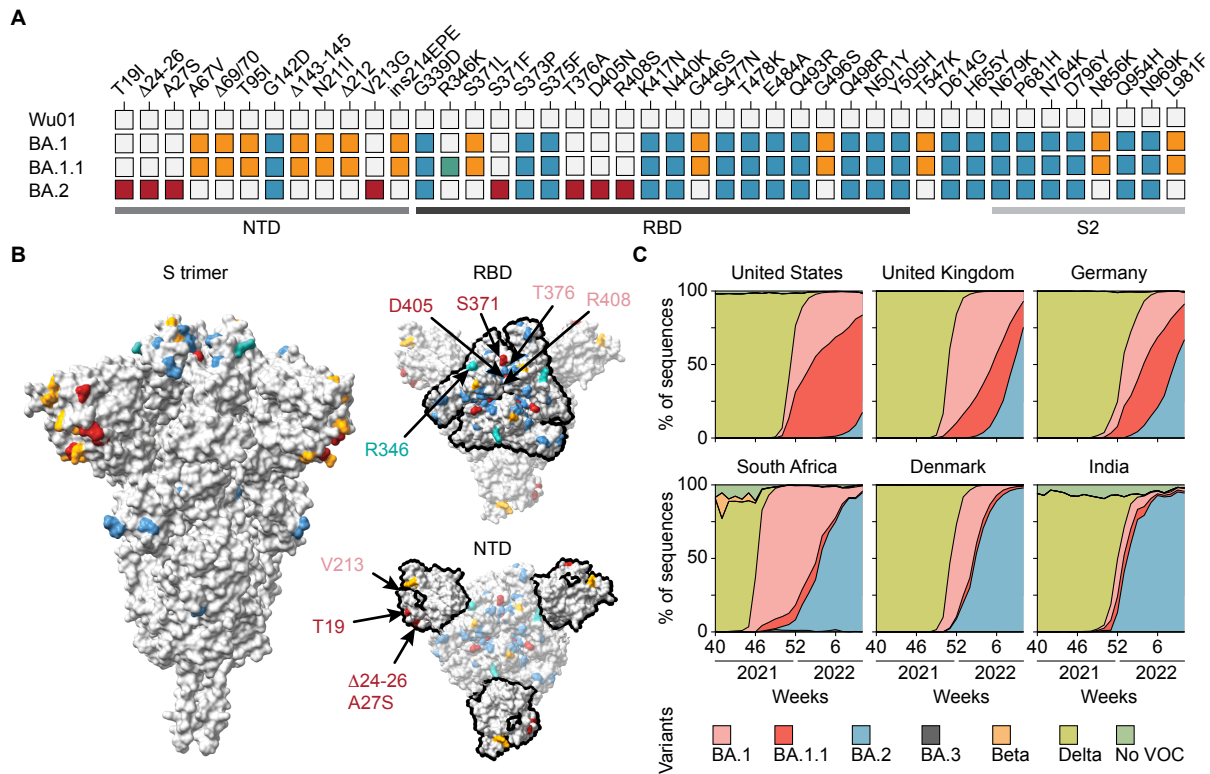 A
T19I Δ24-26 A27S A67V Δ69/70 T95I G142D Δ143-145 N211I Δ212 V213G ins214EPE G339D R346K S371L S371F S373P S375F T376A D405N R408S K417N N440K G446S S477N T478K E484A Q493R G496S Q498R N501Y Y505H T547K D614G H655Y N679K P681H N764K D796Y N856K Q954H N969K L981F
Wu01
BA.1
BA.1.1
BA.2
NTD RBD S2
B
S trimer
RBD
D405 S371 T376 R408
R346
NTD
V213
T19
Δ24-26
A27S
C
United States United Kingdom Germany
% of sequences
100
50
0
South Africa Denmark India
% of sequences
100
50
0
40 46 52 6 40 46 52 6 40 46 52 6
2021 2022 2021 2022 2021 2022
Weeks Weeks Weeks
Variants
BA.1 BA.1.1 BA.2 BA.3 Beta Delta No VOC